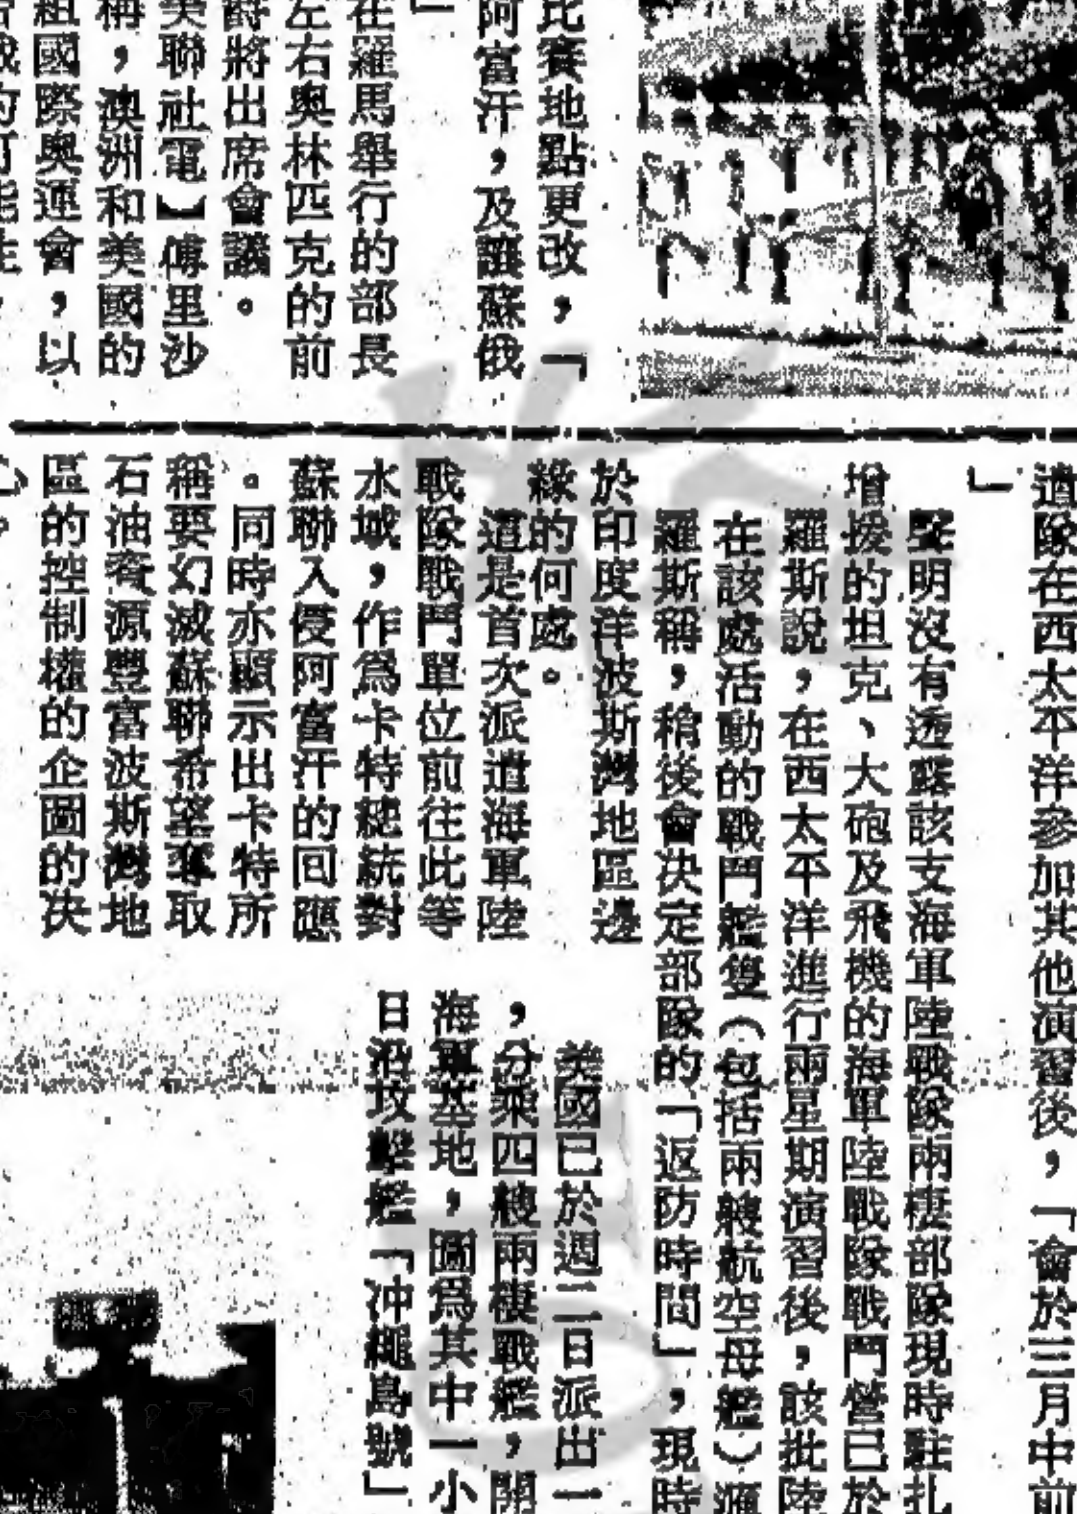 比賽地點更改,「
阿富汗,及讓蘇俄
」
在羅馬舉行的部長
左右奧林匹克的前
爵將出席會議。
美聯社電】傅里沙
稱,澳洲和美國的
組國際奧運會,以
遣隊在西太平洋參加其他演習後,「會於三月中前
」
聲明沒有透露該支海軍陸戰隊兩棲部隊現時駐扎
增援的坦克、大砲及飛機的海軍陸戰隊戰鬥營已於
羅斯說,在西太平洋進行兩星期演習後,該批陸
在該處活動的戰鬥艦隻(包括兩艘航空母艦)滙
羅斯稱,稍後會決定部隊的「返防時間」,現時
於印度洋波斯灣地區邊
緣的何處。
這是首次派遣海軍陸
戰隊戰鬥單位前往此等
水域,作爲卡特總統對
蘇聯入侵阿富汗的回應
。同時亦顯示出卡特所
稱要幻滅蘇聯希望奪取
石油資源豐富波斯灣地
區的控制權的企圖的決
心。
美國已於週二日派出一
,分乘四艘兩棲戰艦,開
海軍基地,圖爲其中一小
日沿攻擊艦「沖繩島號」